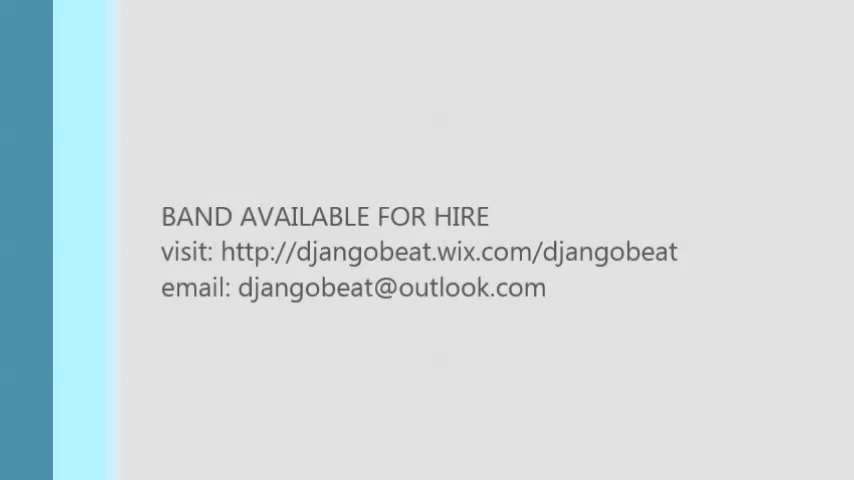 BAND AVAILABLE FOR HIRE
visit: http://djangobeat.wix.com/djangobeat
email: djangobeat@outlook.com